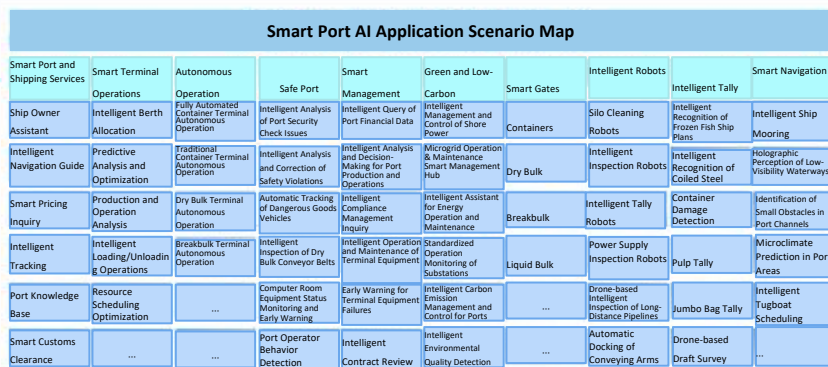 Smart Port AI Application Scenario Map
Smart Port and
Shipping Services
Smart Terminal
Operations
Autonomous
Operation
Safe Port
Smart
Management
Green and Low-
Carbon
Smart Gates
Intelligent Robots
Intelligent Tally
Smart Navigation
Ship Owner
Assistant
Intelligent Berth
Allocation
Fully Automated
Container Terminal
Autonomous
Operation
Intelligent Analysis
of Port Security
Check Issues
Intelligent Query of
Port Financial Data
Intelligent
Management and
Control of Shore
Power
Containers
Silo Cleaning
Robots
Intelligent
Recognition of
Frozen Fish Ship
Plans
Intelligent Ship
Mooring
Intelligent
Navigation Guide
Predictive
Analysis and
Optimization
Traditional
Container Terminal
Autonomous
Operation
Intelligent Analysis
and Correction of
Safety Violations
Intelligent Analysis
and Decision-
Making for Port
Production and
Operations
Microgrid Operation
& Maintenance
Smart Management
Hub
Dry Bulk
Intelligent
Inspection Robots
Intelligent
Recognition of
Coiled Steel
Holographic
Perception of Low-
Visibility Waterways
Smart Pricing
Inquiry
Production and
Operation
Analysis
Dry Bulk Terminal
Autonomous
Operation
Automatic Tracking
of Dangerous Goods
Vehicles
Intelligent
Compliance
Management
Inquiry
Intelligent Assistant
for Energy
Operation and
Maintenance
Breakbulk
Intelligent Tally
Robots
Container
Damage
Detection
Identification of
Small Obstacles in
Port Channels
Intelligent
Tracking
Intelligent
Loading/Unloadin
g Operations
Breakbulk Terminal
Autonomous
Operation
Intelligent
Inspection of Dry
Bulk Conveyor Belts
Intelligent Operation
and Maintenance of
Terminal Equipment
Standardized
Operation
Monitoring of
Substations
Liquid Bulk
Power Supply
Inspection Robots
Pulp Tally
Microclimate
Prediction in Port
Areas
Port Knowledge
Base
Resource
Scheduling
Optimization
...
Computer Room
Equipment Status
Monitoring and
Early Warning
Early Warning for
Terminal Equipment
Failures
Intelligent Carbon
Emission
Management and
Control for Ports
...
Drone-based
Intelligent
Inspection of Long-
Distance Pipelines
Jumbo Bag Tally
Intelligent
Tugboat
Scheduling
Smart Customs
Clearance
...
...
Port Operator
Behavior
Detection
Intelligent
Contract Review
Intelligent
Environmental
Quality Detection
...
Automatic
Docking of
Conveying Arms
Drone-based
Draft Survey
...